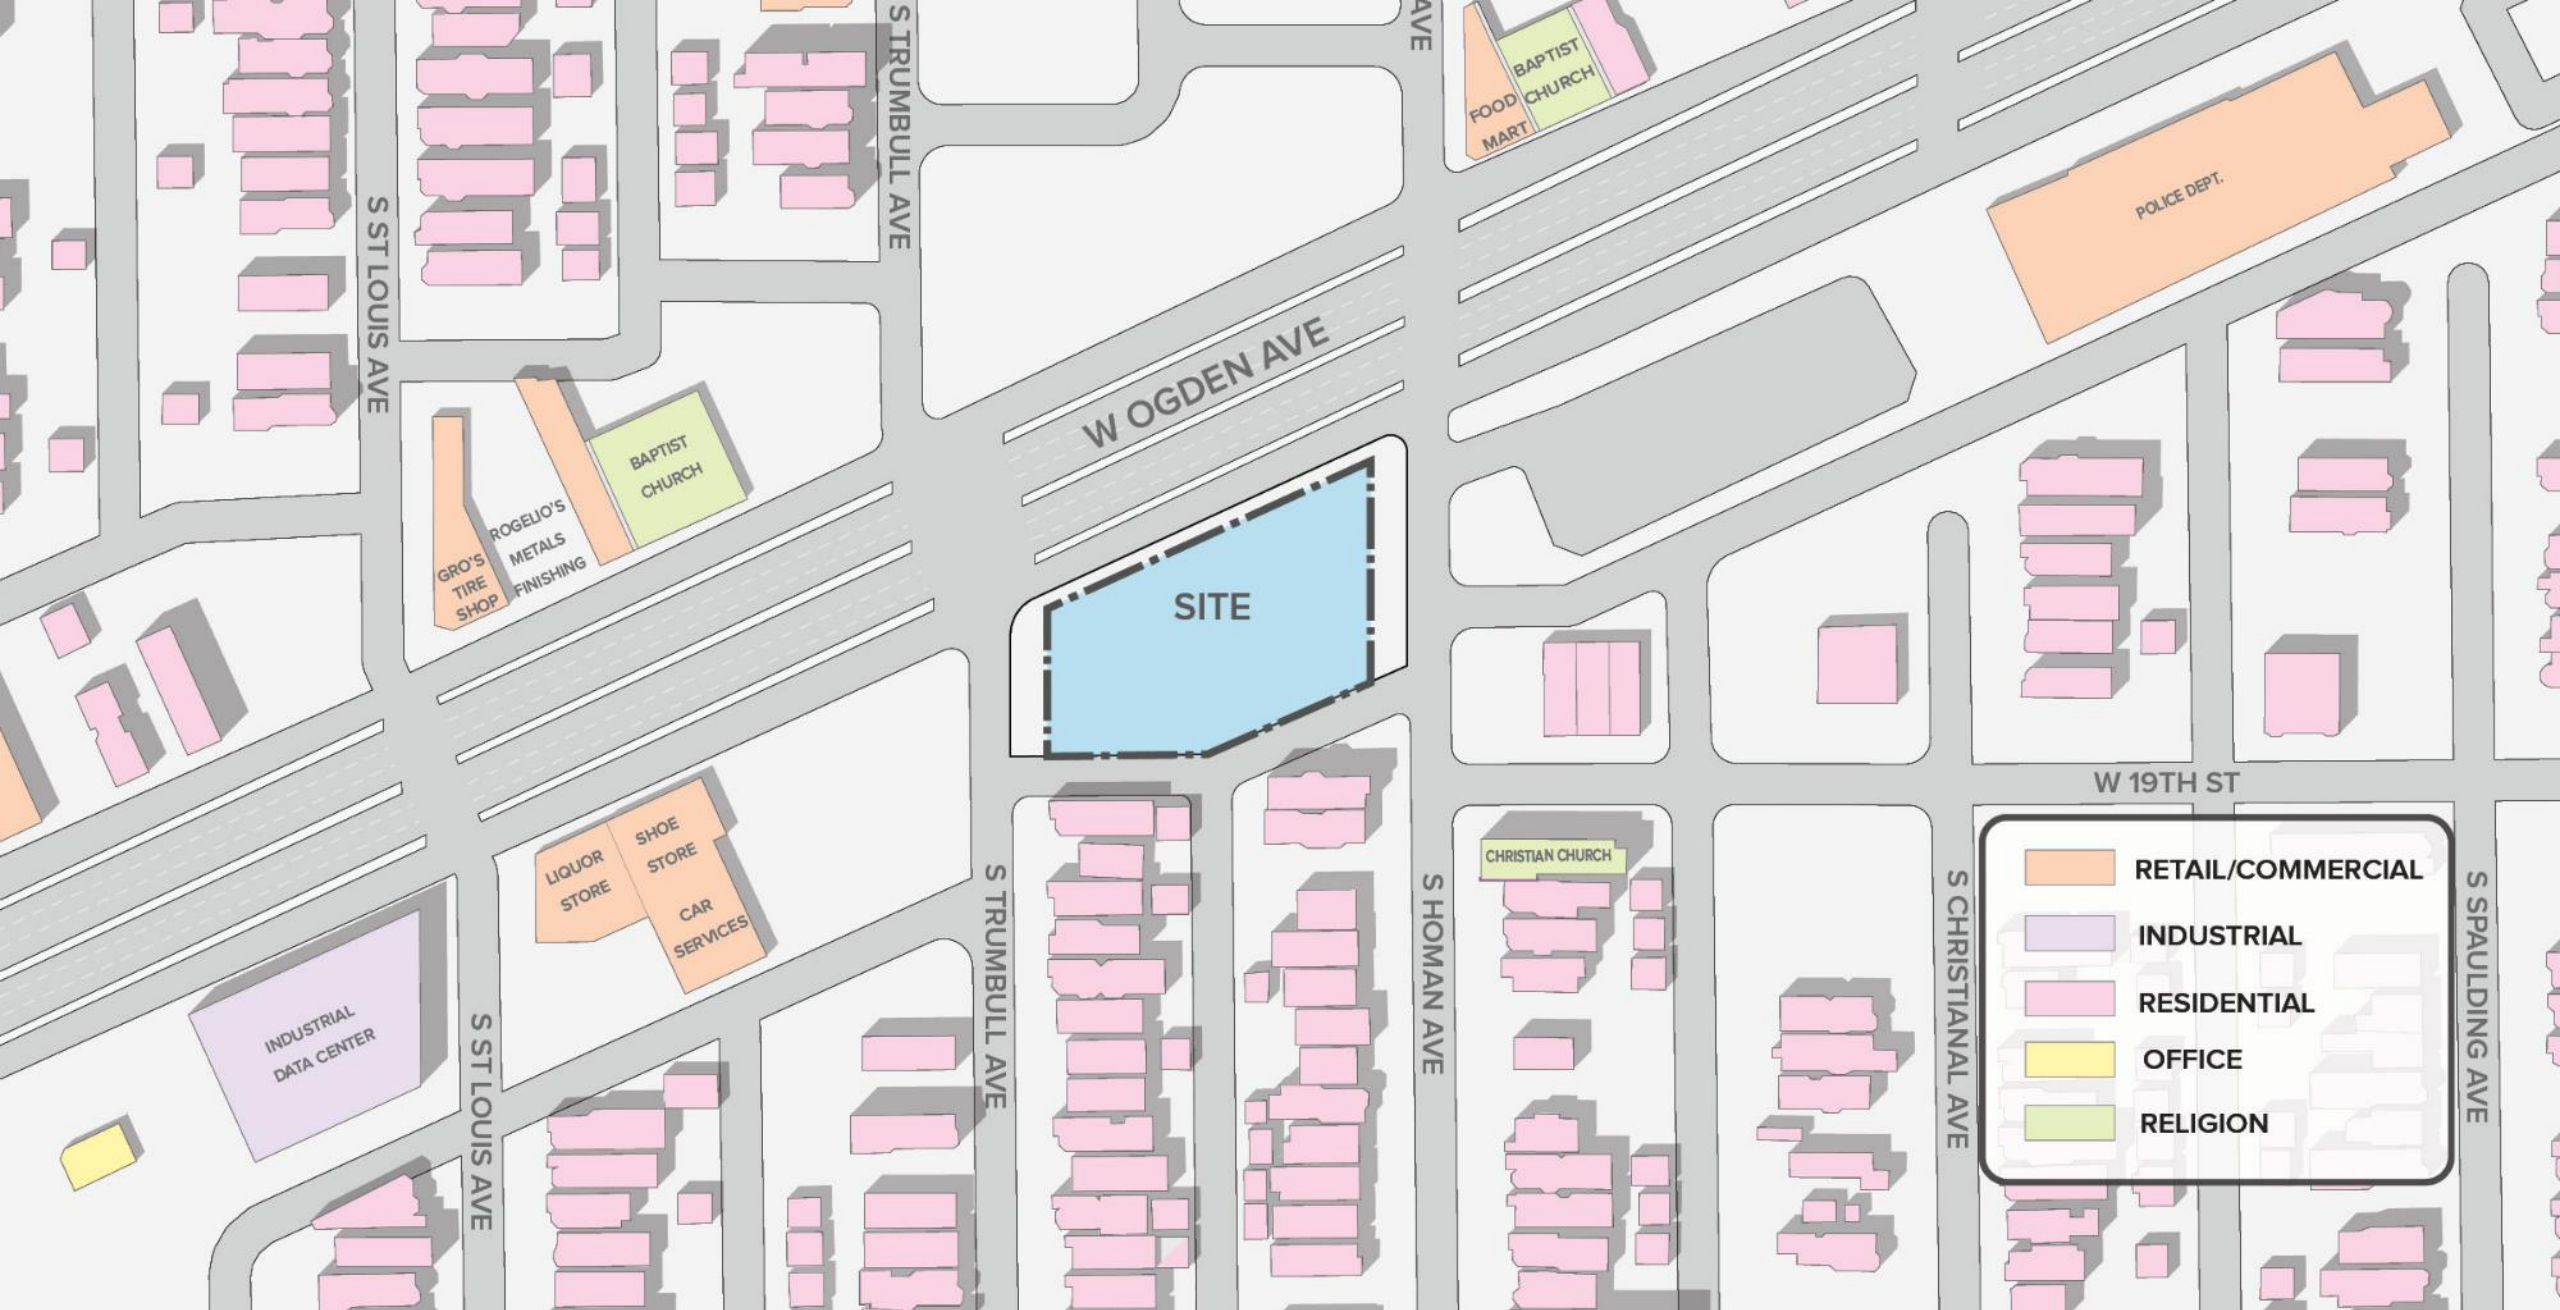 S TRUMBULL AVE
AVE
BAPTIST
CHURCH
FOOD
MART
POLICE DEPT.
S ST LOUIS AVE
W OGDEN AVE
BAPTIST
CHURCH
ROGELIO'S
METALS
FINISHING
GRO'S
TIRE
SHOP
SITE
W 19TH ST
LIQUOR
STORE
SHOE
STORE
CAR
SERVICES
S TRUMBULL AVE
S HOMAN AVE
CHRISTIAN CHURCH
S CHRISTIANAL AVE
S SPAULDING AVE
RETAIL/COMMERCIAL
INDUSTRIAL
RESIDENTIAL
OFFICE
RELIGION
INDUSTRIAL
DATA CENTER
S ST LOUIS AVE